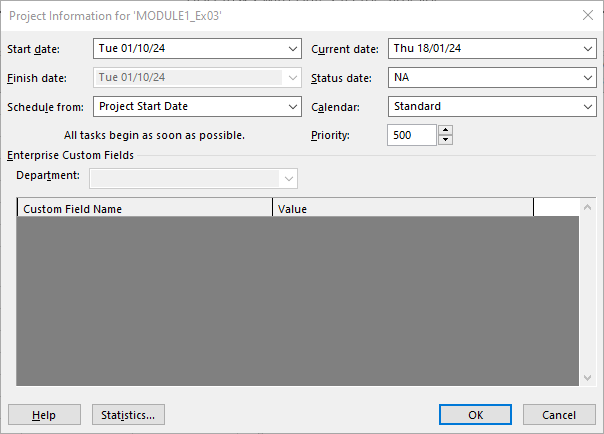 Project Information for 'MODULE1_Ex03'
Start date: Tue 01/10/24 Current date: Thu 18/01/24
Finish date: Tue 01/10/24 Status date: NA
Schedule from: Project Start Date Calendar: Standard
All tasks begin as soon as possible. Priority: 500
Enterprise Custom Fields
Department:
Custom Field Name Value
Help Statistics... OK Cancel